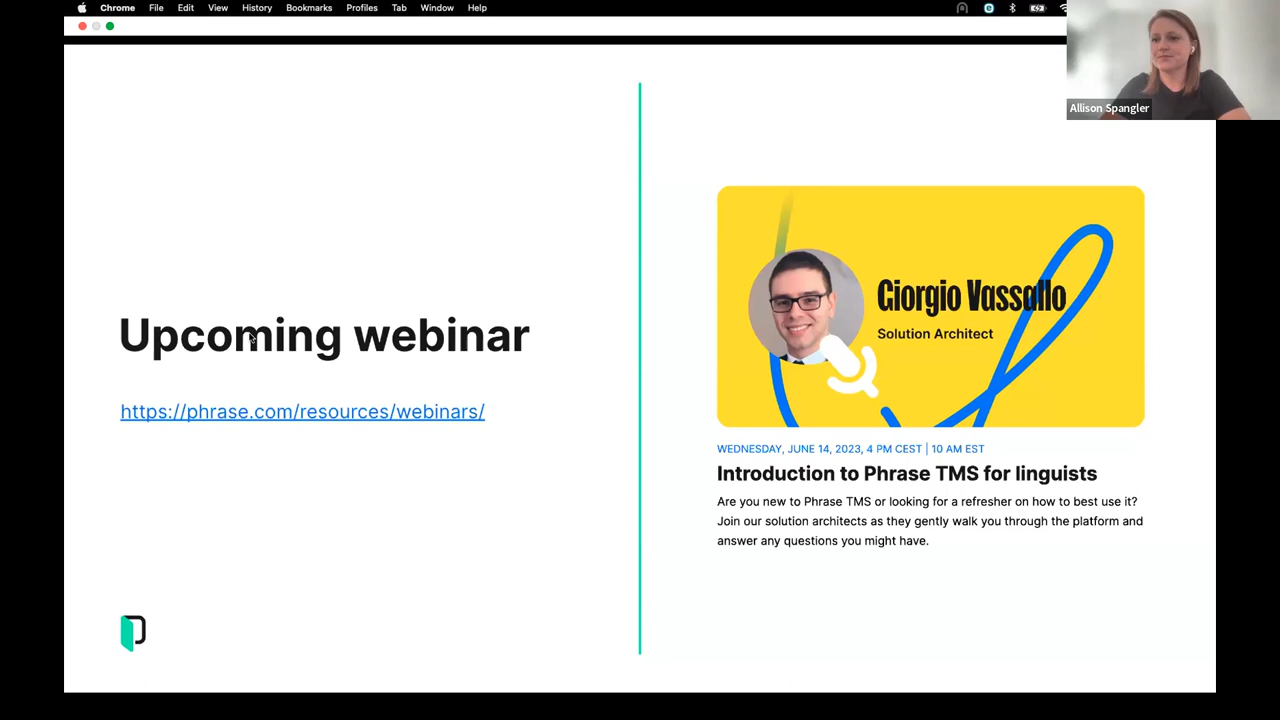 Chrome File Edit View History Bookmarks Profiles Tab Window Help
Allison Spangler
Upcoming webinar
https://phrase.com/resources/webinars/
Giorgio Vassallo
Solution Architect
WEDNESDAY, JUNE 14, 2023, 4 PM CEST | 10 AM EST
Introduction to Phrase TMS for linguists
Are you new to Phrase TMS or looking for a refresher on how to best use it?
Join our solution architects as they gently walk you through the platform and
answer any questions you might have.